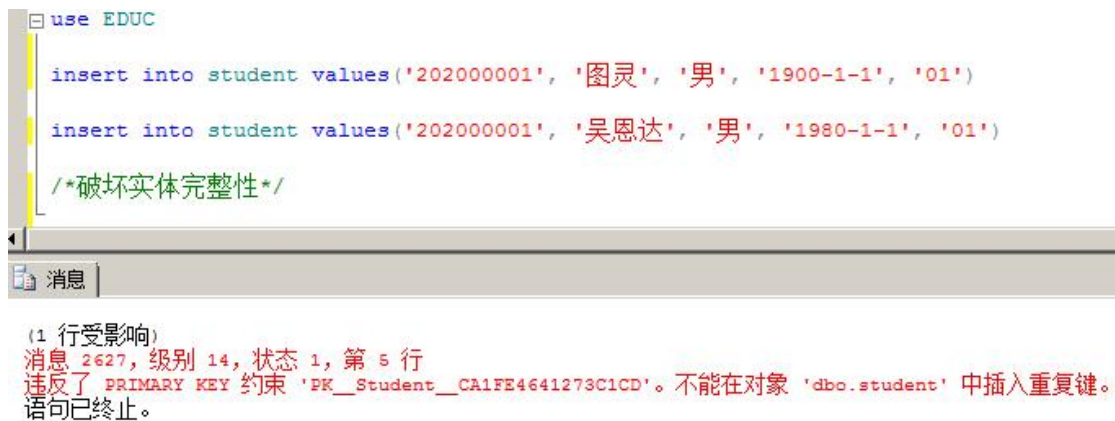 use EDUC
insert into student values('202000001', '图灵', '男', '1900-1-1', '01')
insert into student values('202000001', '吴恩达', '男', '1980-1-1', '01')
/*破坏实体完整性*/
消息
(1 行受影响)
消息 2627，级别 14，状态 1，第 5 行
违反了 PRIMARY KEY 约束 'PK__Student__CA1FE4641273C1CD'。不能在对象 'dbo.student' 中插入重复键。
语句已终止。